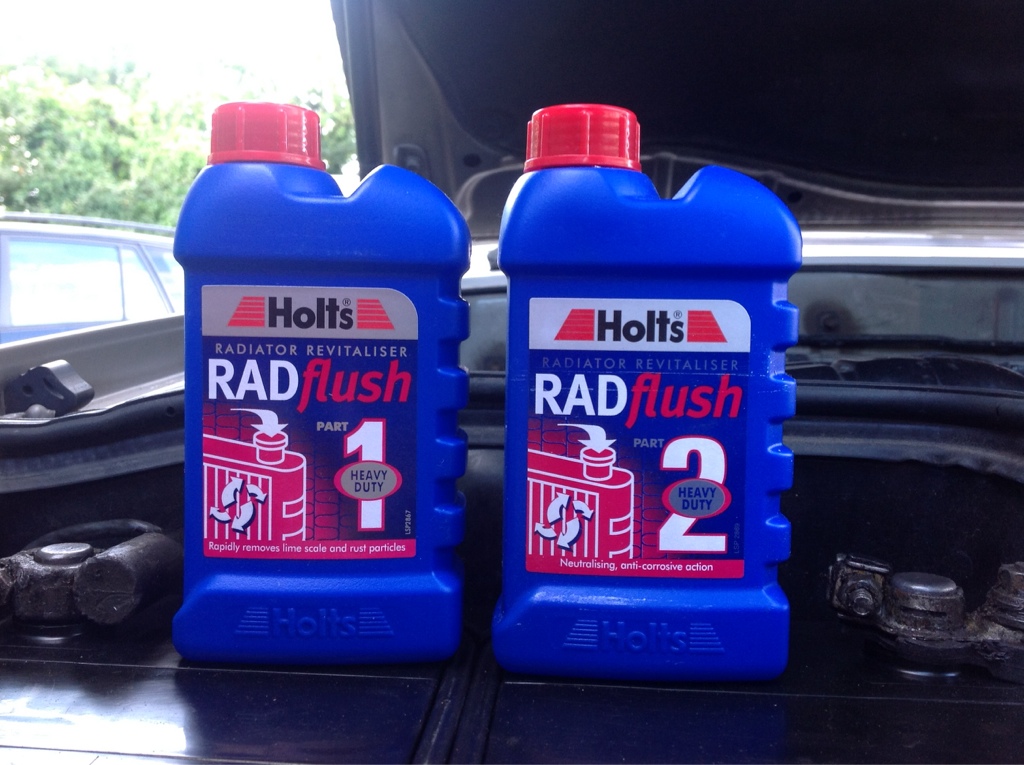 Holts®
RADIATOR REVITALISER
RADflush
PART 1
HEAVY DUTY
LSP2867
Rapidly removes lime scale and rust particles
Holts
Holts®
RADIATOR REVITALISER
RADflush
PART 2
HEAVY DUTY
Neutralising, anti-corrosive action
Holts